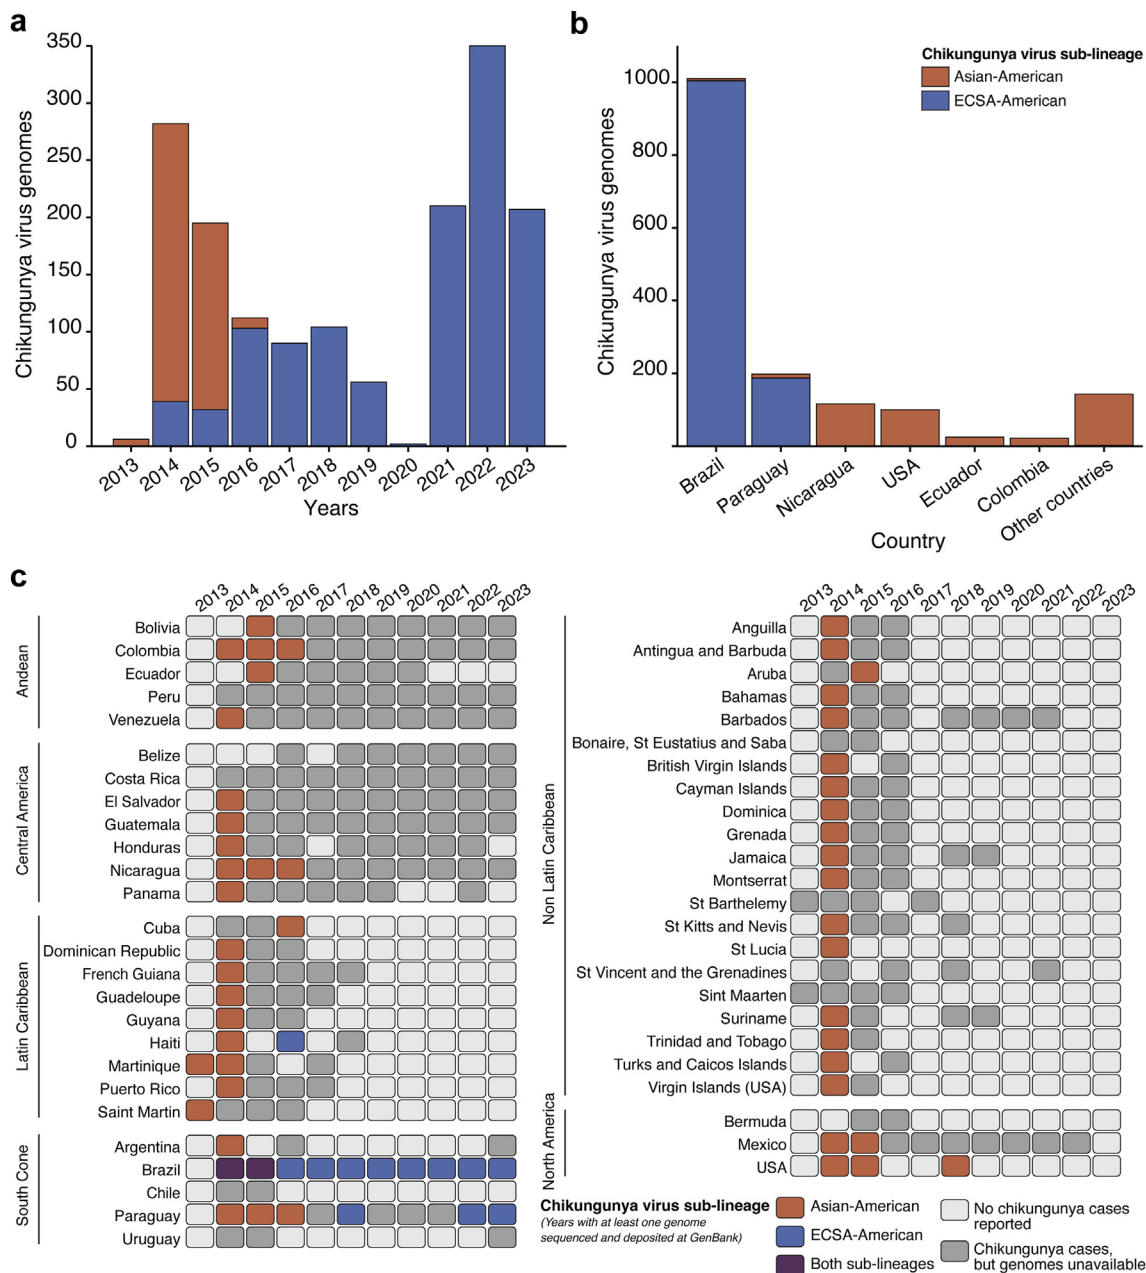 a
350
300
250
200
150
100
50
0
Chikungunya virus genomes
2013
2014
2015
2016
2017
2018
2019
2020
2021
2022
2023
Years
b
1000
800
600
400
200
Chikungunya virus genomes
Chikungunya virus sub-lineage
Asian-American
ECSA-American
Brazil
Paraguay
Nicaragua
USA
Ecuador
Colombia
Other countries
Country
c
2013
2014
2015
2016
2017
2018
2019
2020
2021
2022
2023
Andean
Bolivia
Colombia
Ecuador
Peru
Venezuela
Central America
Belize
Costa Rica
El Salvador
Guatemala
Honduras
Nicaragua
Panama
Latin Caribbean
Cuba
Dominican Republic
French Guiana
Guadeloupe
Guyana
Haiti
Martinique
Puerto Rico
Saint Martin
South Cone
Argentina
Brazil
Chile
Paraguay
Uruguay
2013
2014
2015
2016
2017
2018
2019
2020
2021
2022
2023
Non Latin Caribbean
Anguilla
Antingua and Barbuda
Aruba
Bahamas
Barbados
Bonaire, St Eustatius and Saba
British Virgin Islands
Cayman Islands
Dominica
Grenada
Jamaica
Montserrat
St Barthelemy
St Kitts and Nevis
St Lucia
St Vincent and the Grenadines
Sint Maarten
Suriname
Trinidad and Tobago
Turks and Caicos Islands
Virgin Islands (USA)
North America
Bermuda
Mexico
USA
Chikungunya virus sub-lineage
(Years with at least one genome
sequenced and deposited at GenBank)
Asian-American
ECSA-American
Both sub-lineages
No chikungunya cases
reported
Chikungunya cases,
but genomes unavailable